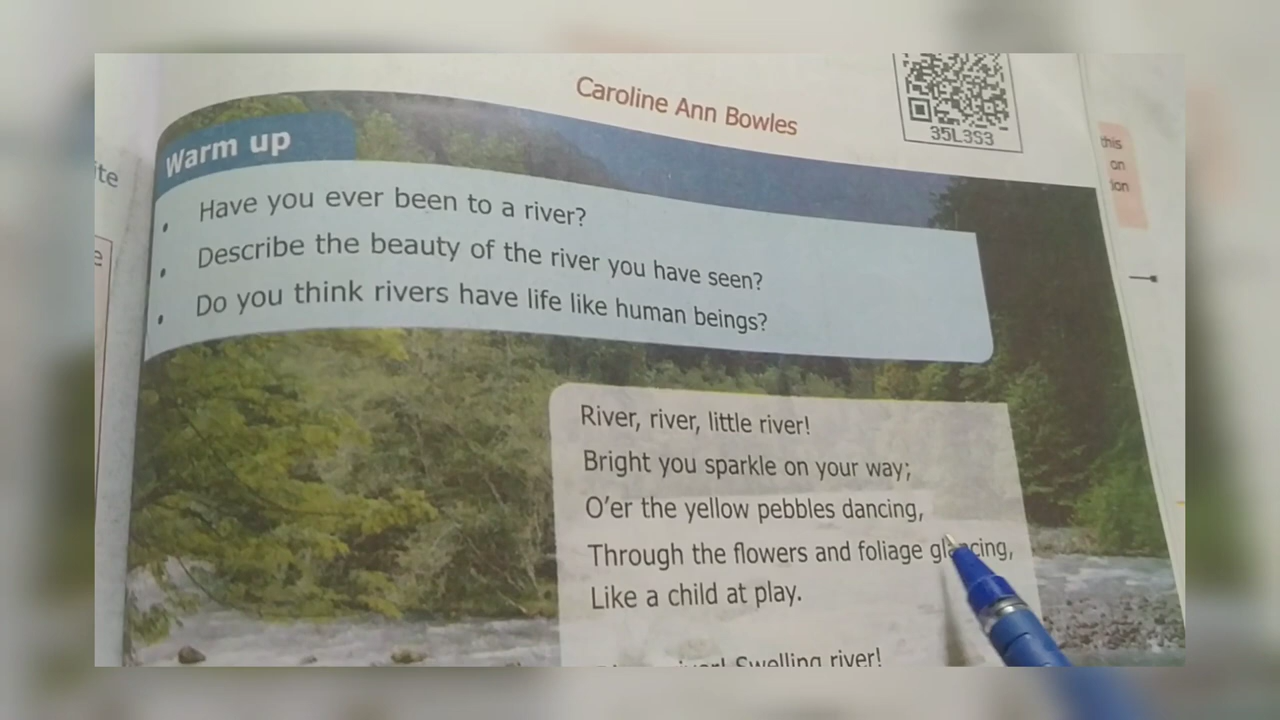 Caroline Ann Bowles
35L3S3
Warm up
• Have you ever been to a river?
• Describe the beauty of the river you have seen?
• Do you think rivers have life like human beings?
River, river, little river!
Bright you sparkle on your way;
O'er the yellow pebbles dancing,
Through the flowers and foliage glancing,
Like a child at play.
Swelling river!
this
on
ion